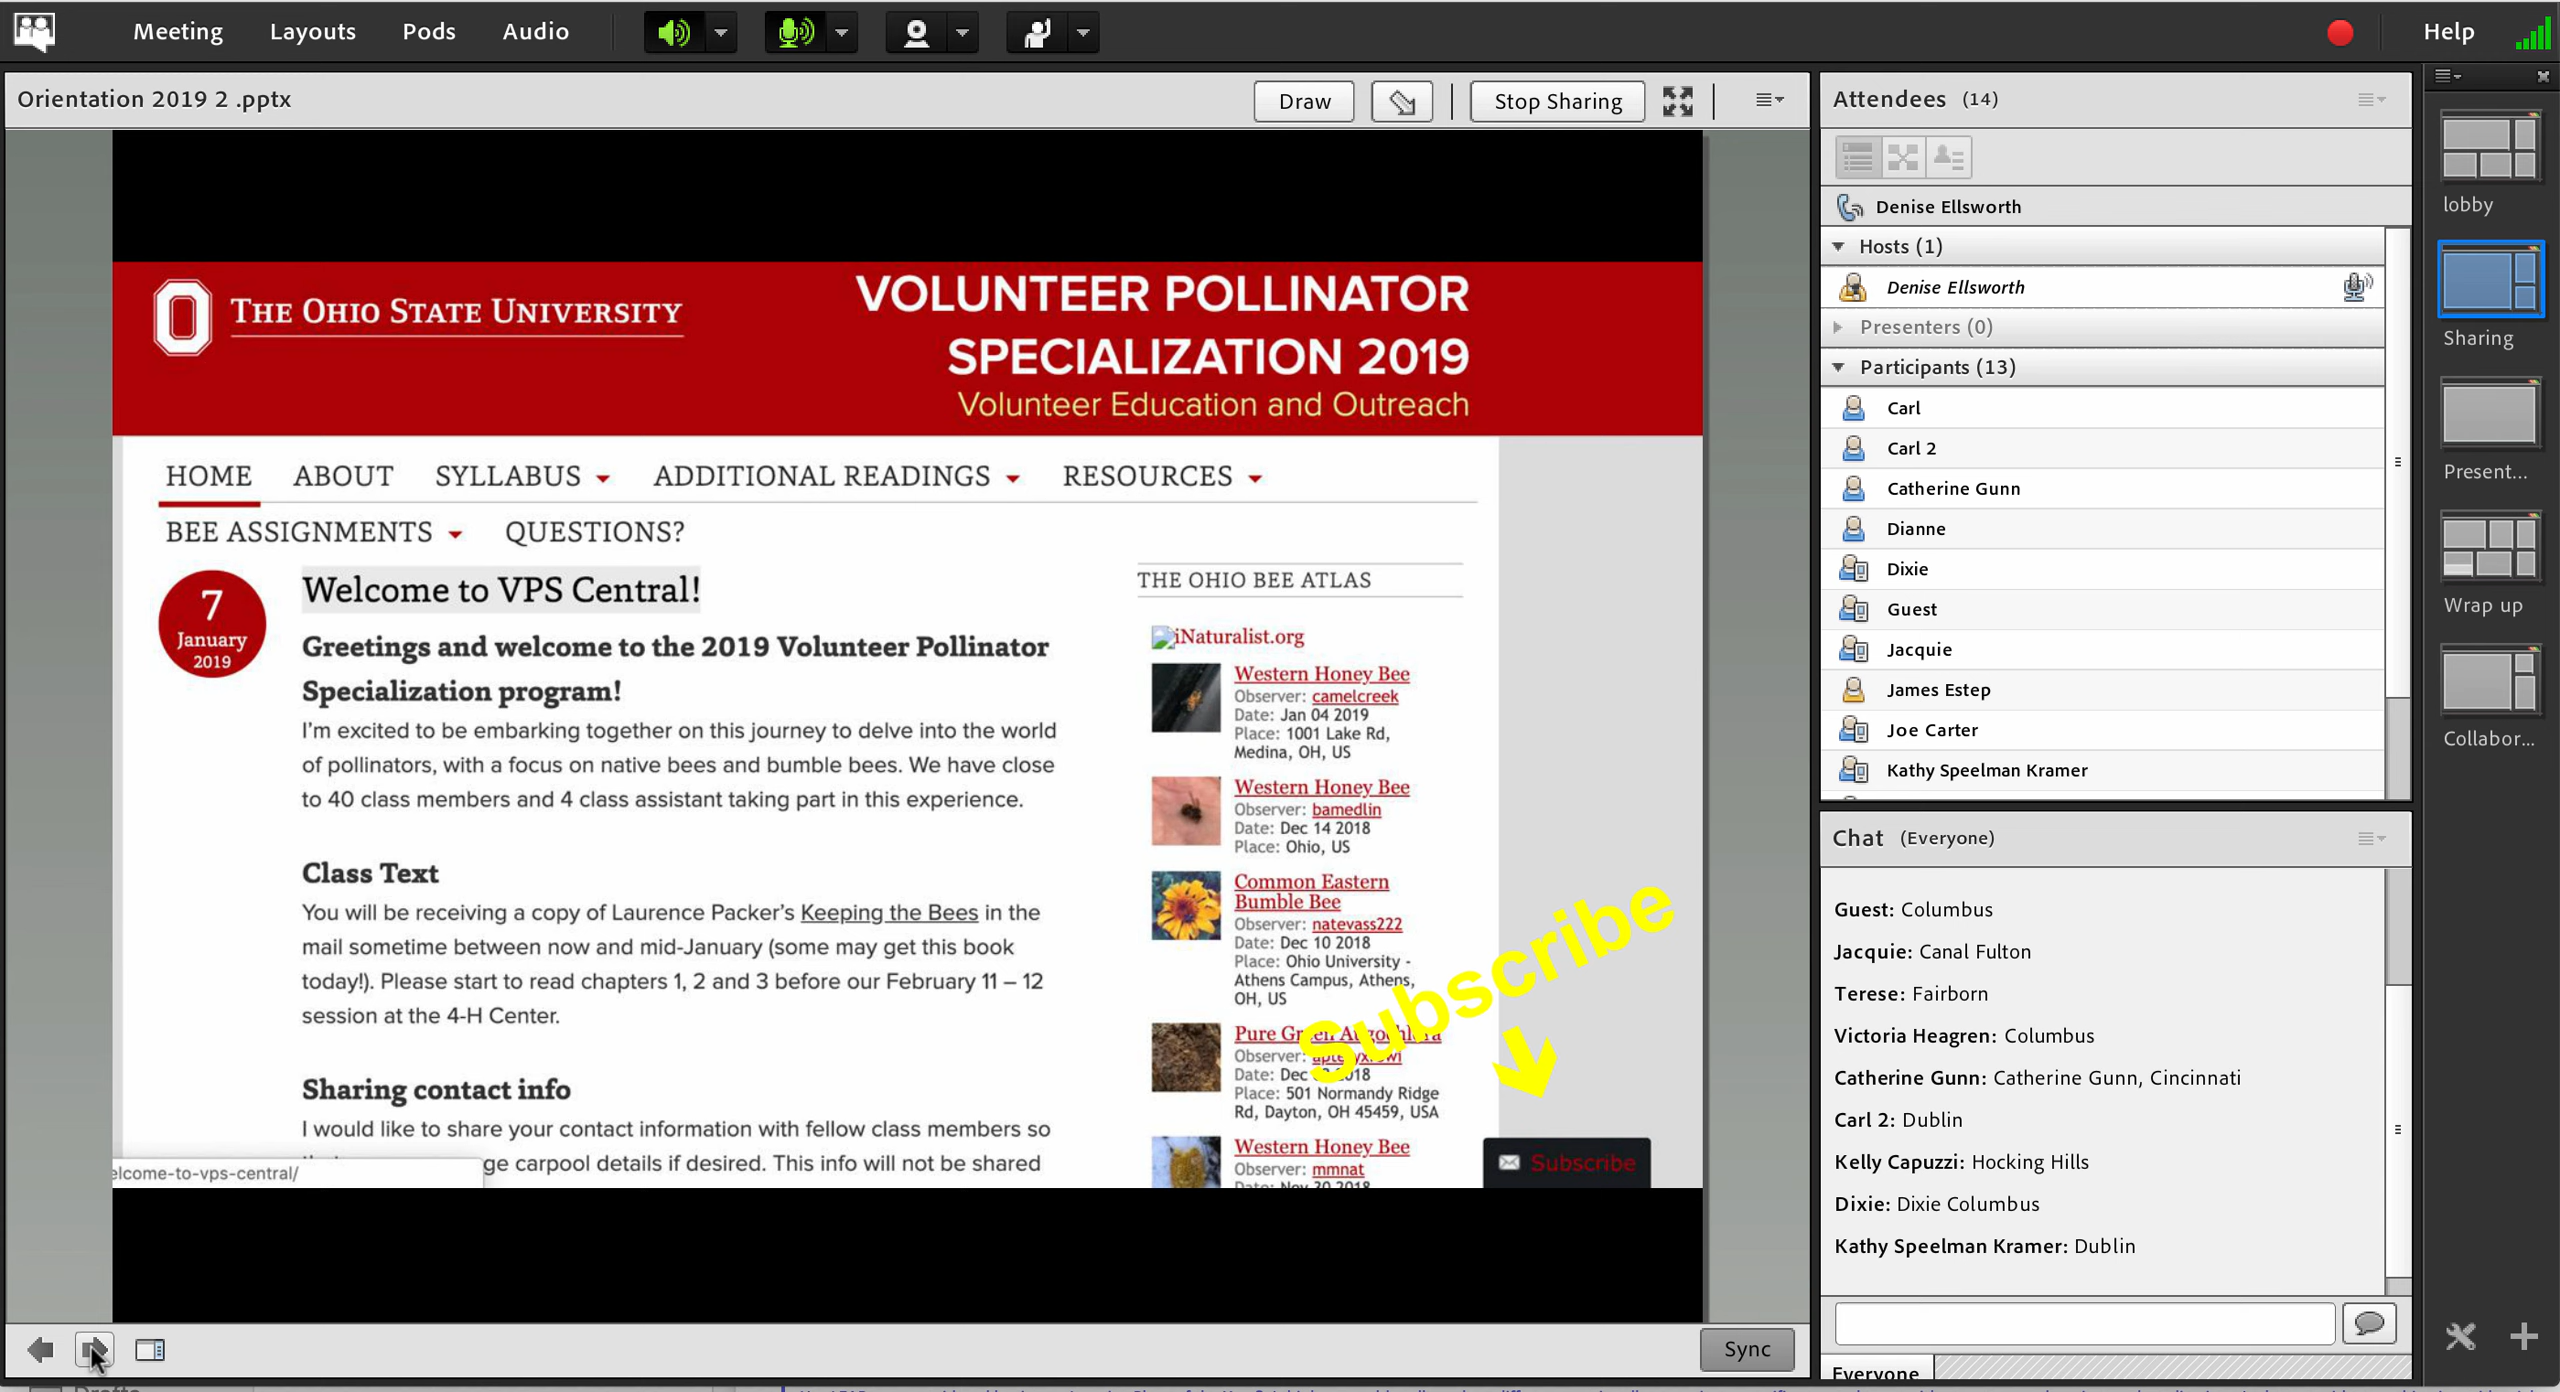 Meeting
Layouts
Pods
Audio
Help
Orientation 2019 2 .pptx
Draw
Stop Sharing
THE OHIO STATE UNIVERSITY
VOLUNTEER POLLINATOR
SPECIALIZATION 2019
Volunteer Education and Outreach
HOME ABOUT SYLLABUS ADDITIONAL READINGS RESOURCES
BEE ASSIGNMENTS QUESTIONS?
7
January
2019
Welcome to VPS Central!
Greetings and welcome to the 2019 Volunteer Pollinator
Specialization program!
I'm excited to be embarking together on this journey to delve into the world
of pollinators, with a focus on native bees and bumble bees. We have close
to 40 class members and 4 class assistant taking part in this experience.
Class Text
You will be receiving a copy of Laurence Packer's Keeping the Bees in the
mail sometime between now and mid-January (some may get this book
today!). Please start to read chapters 1, 2 and 3 before our February 11 – 12
session at the 4-H Center.
Sharing contact info
I would like to share your contact information with fellow class members so
ge carpool details if desired. This info will not be shared
elcome-to-vps-central/
THE OHIO BEE ATLAS
iNaturalist.org
Western Honey Bee
Observer: camelcreek
Date: Jan 04 2019
Place: 1001 Lake Rd,
Medina, OH, US
Western Honey Bee
Observer: bamedlin
Date: Dec 14 2018
Place: Ohio, US
Common Eastern
Bumble Bee
Observer: natevass222
Date: Dec 10 2018
Place: Ohio University -
Athens Campus, Athens,
OH, US
Pure Green
Observer:
Date: Dec 2018
Place: 501 Normandy Ridge
Rd, Dayton, OH 45459, USA
Western Honey Bee
Observer: mmnat
Date: Nov 30 2018
Subscribe
Subscribe
Sync
Attendees (14)
Denise Ellsworth
Hosts (1)
Denise Ellsworth
Presenters (0)
Participants (13)
Carl
Carl 2
Catherine Gunn
Dianne
Dixie
Guest
Jacquie
James Estep
Joe Carter
Kathy Speelman Kramer
Chat (Everyone)
Guest: Columbus
Jacquie: Canal Fulton
Terese: Fairborn
Victoria Heagren: Columbus
Catherine Gunn: Catherine Gunn, Cincinnati
Carl 2: Dublin
Kelly Capuzzi: Hocking Hills
Dixie: Dixie Columbus
Kathy Speelman Kramer: Dublin
Everyone
lobby
Sharing
Present...
Wrap up
Collabor...